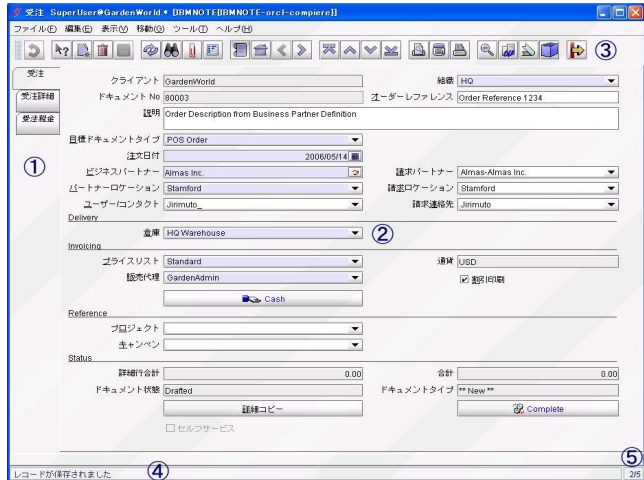 受注 SuperUser@GardenWorld.* [IBMNOTE{IBMNOTE-orcl-compiere}]
ファイル(F) 編集(E) 表示(V) 移動(G) ツール(T) ヘルプ(H)
③
受注
受注詳細
受注税金
①
クライアント GardenWorld 組織 HQ
ドキュメント No 80003 オーダーレファレンス Order Reference 1234
説明 Order Description from Business Partner Definition
目標ドキュメントタイプ POS Order
注文日付 2006/05/14
ビジネスパートナー Almas Inc. 請求パートナー Almas-Almas Inc.
パートナーロケーション Stamford 請求ロケーション Stamford
ユーザー/コンタクト Jirimuto_ 請求連絡先 Jirimuto
Delivery
倉庫 HQ Warehouse ②
Invoicing
プライスリスト Standard 通貨 USD
販売代理 GardenAdmin 割引印刷
Cash
Reference
プロジェクト
キャンペン
Status
詳細行合計 0.00 合計 0.00
ドキュメント状態 Drafted ドキュメントタイプ ** New **
詳細コピー Complete
セルフサービス
レコードが保存されました ④ ⑤
2/5